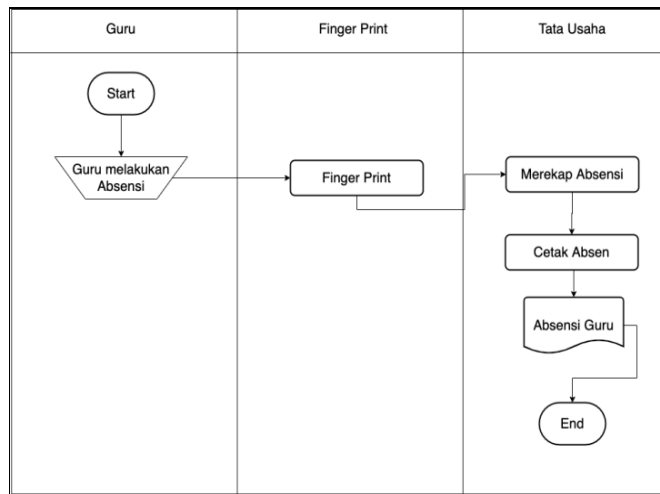 Guru
Finger Print
Tata Usaha
Start
Guru melakukan
Absensi
Finger Print
Merekap Absensi
Cetak Absen
Absensi Guru
End